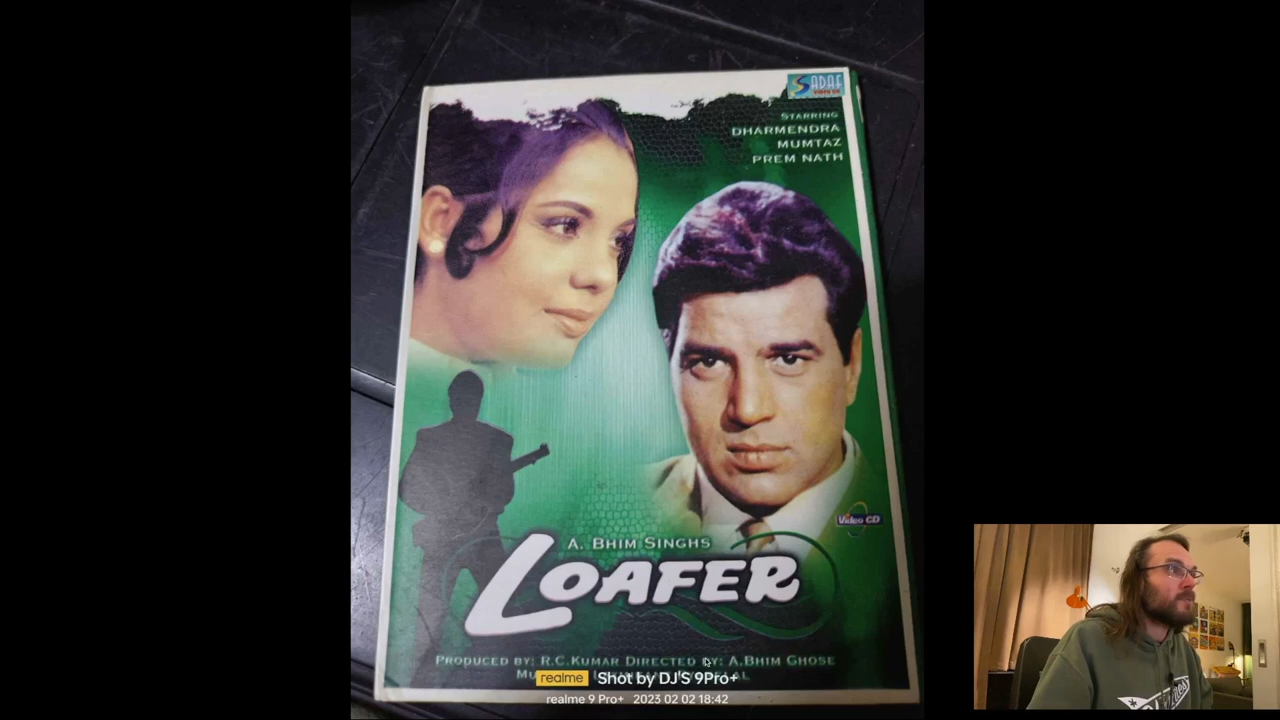 SADAF
VIDEO CD
STARRING
DHARMENDRA
MUMTAZ
PREM NATH
Video CD
A. BHIM SINGHS
LOAFER
PRODUCED BY: R.C.KUMAR DIRECTED BY: A.BHIM GHOSE
realme Shot by DJ'S 9Pro+
realme 9 Pro+ 2023 02 02 18:42